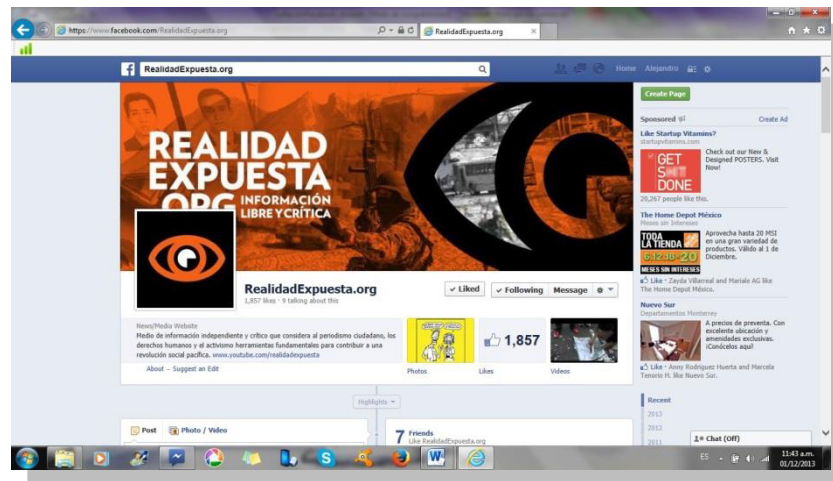 https://www.facebook.com/RealidadExpuesta.org
RealidadExpuesta.org
RealidadExpuesta.org
Home Alejandro
REALIDAD
EXPUESTA
ORG INFORMACIÓN
LIBRE Y CRÍTICA
RealidadExpuesta.org
1,857 likes · 9 talking about this
Liked
Following
Message
News/Media Website
Medio de información independiente y crítico que considera al periodismo ciudadano, los
derechos humanos y el activismo herramientas fundamentales para contribuir a una
revolución social pacífica. www.youtube.com/realidadexpuesta
About – Suggest an Edit
1,857
Photos
Likes
Videos
Highlights
Post
Photo / Video
7 Friends
Like RealidadExpuesta.org
Create Page
Sponsored
Create Ad
Like Startup Vitamins?
startupvitamins.com
GET
DONE
Check out our New &
Designed POSTERS. Visit
Now!
20,267 people like this.
The Home Depot México
Meses sin Intereses
TODA
LA TIENDA
6·12·18·20
MESES SIN INTERESES
Aprovecha hasta 20 MSI
en una gran variedad de
productos. Válido al 1 de
Diciembre.
Like · Zayda Villarreal and Mariale AG like
The Home Depot México.
Nuevo Sur
Departamentos Monterrey
A precios de preventa. Con
excelente ubicación y
amenidades exclusivas.
¡Conócelos aquí!
Like · Anny Rodriguez Huerta and Marcela
Tenorio H. like Nuevo Sur.
Recent
2013
2012
2011
Chat (Off)
ES
11:43 a.m.
01/12/2013